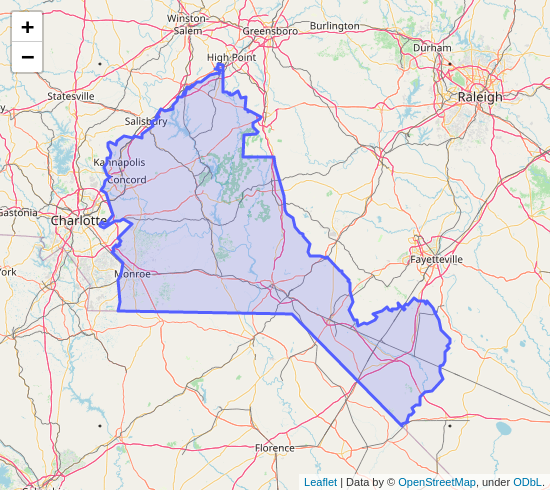 +
−
Winston-
Salem
Greensboro
Burlington
High Point
Durham
Statesville
Raleigh
Salisbury
Kannapolis
Concord
Gastonia
Charlotte
York
Fayetteville
Monroe
Florence
Leaflet | Data by © OpenStreetMap, under ODbL.